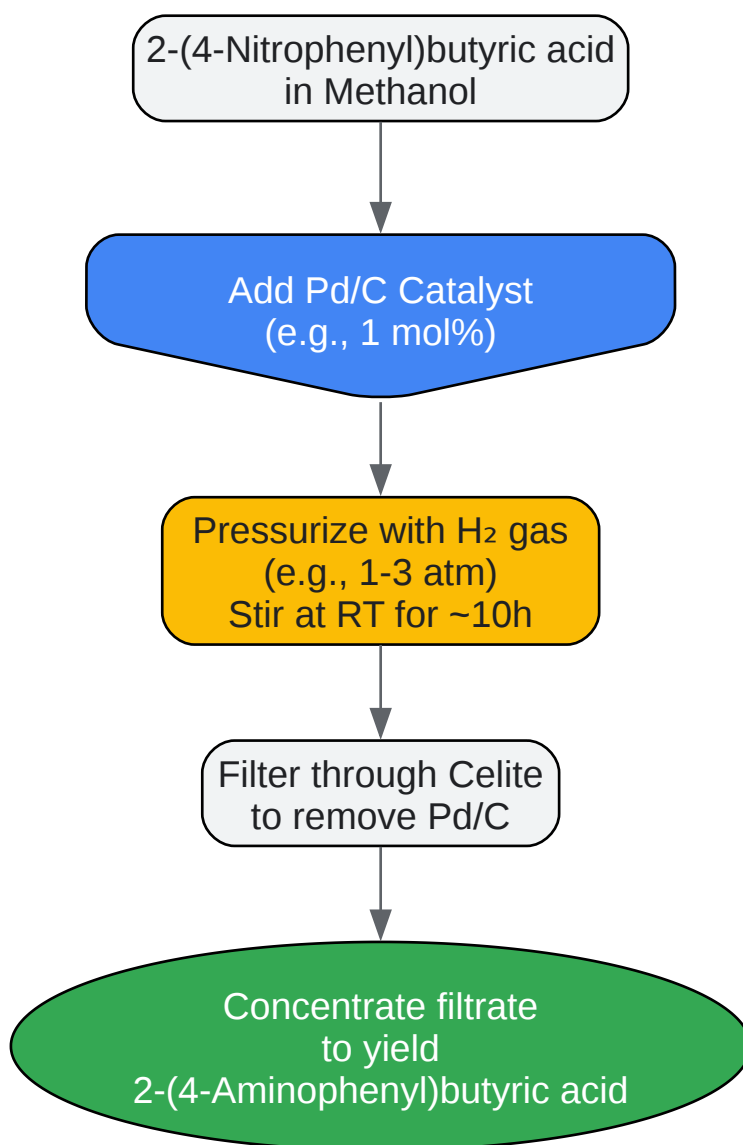 2-(4-Nitrophenyl)butyric acid
in Methanol
Add Pd/C Catalyst
(e.g., 1 mol%)
Pressurize with H₂ gas
(e.g., 1-3 atm)
Stir at RT for ~10h
Filter through Celite
to remove Pd/C
Concentrate filtrate
to yield
2-(4-Aminophenyl)butyric acid